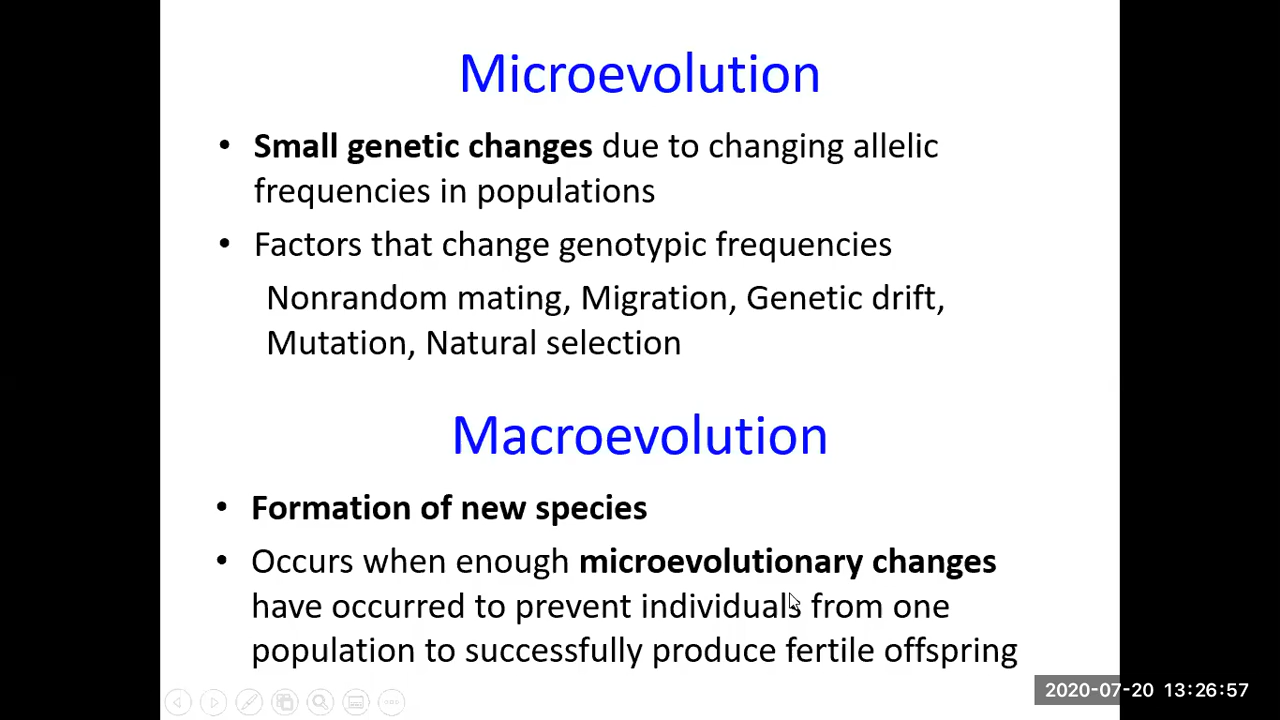 Microevolution
• Small genetic changes due to changing allelic
frequencies in populations
• Factors that change genotypic frequencies
Nonrandom mating, Migration, Genetic drift,
Mutation, Natural selection
Macroevolution
• Formation of new species
• Occurs when enough microevolutionary changes
have occurred to prevent individuals from one
population to successfully produce fertile offspring
2020-07-20 13:26:57